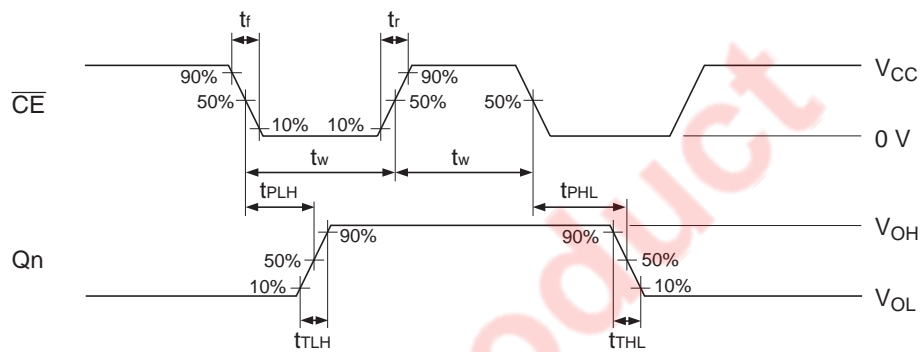 tf tr
90% 90% VCC
CE 50% 50% 50%
10% 10% 0 V
tw tw
tPLH tPHL
90% 90% VOH
Qn 50% 50%
10% 10% VOL
tTLH tTHL
oduct